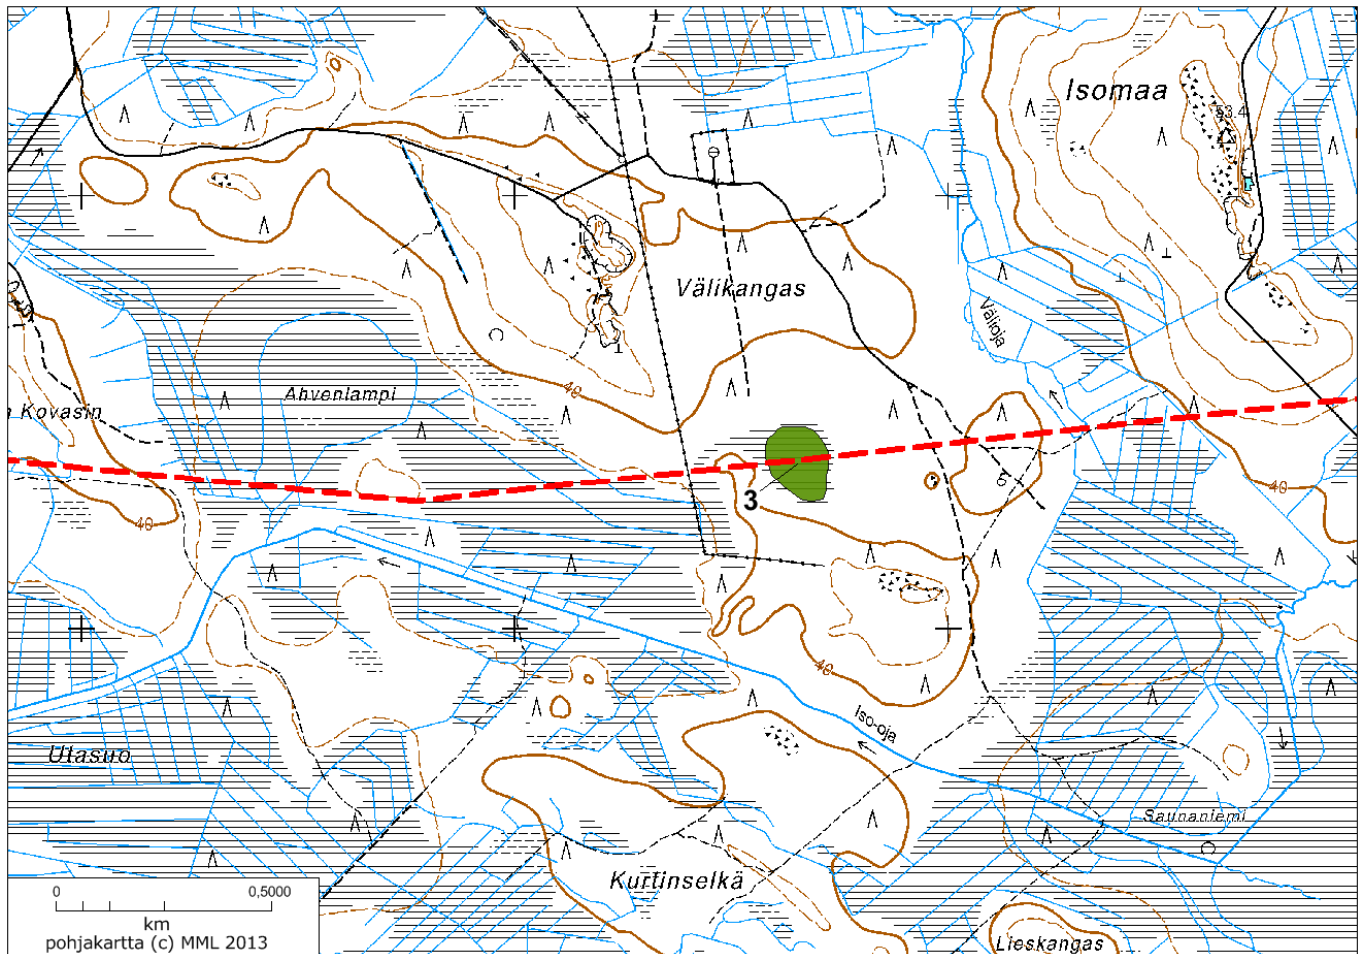 Isomaa
53.4
Välikangas
Välioja
40
Ahvenlampi
n Kovasin
40
40
3
40
Iso-oja
Utasuo
Saunaniemi
Kurtinselkä
Lieskangas
0 0,5000
km
pohjakartta (c) MML 2013